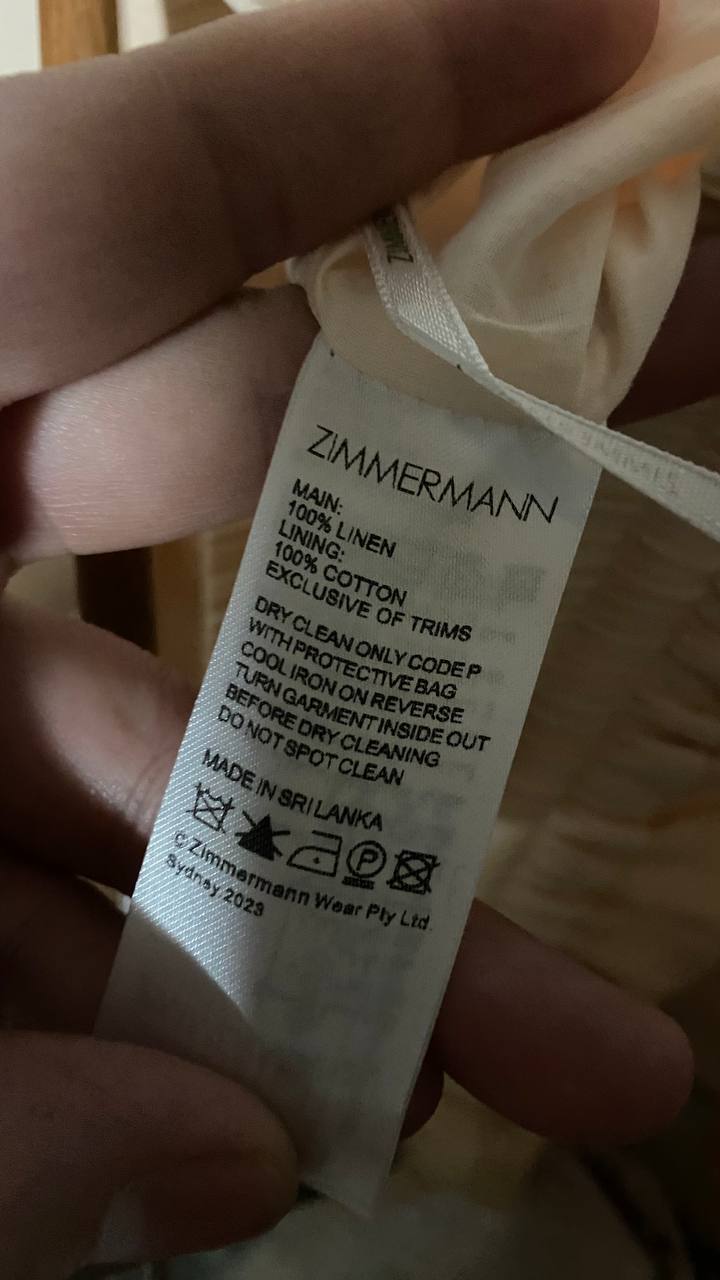 ZIMMERMANN
MAIN:
100% LINEN
LINING:
100% COTTON
EXCLUSIVE OF TRIMS
DRY CLEAN ONLY CODE P
WITH PROTECTIVE BAG
COOL IRON ON REVERSE
TURN GARMENT INSIDE OUT
BEFORE DRY CLEANING
DO NOT SPOT CLEAN
MADE IN SRI LANKA
P
© Zimmermann Wear Pty Ltd.
Sydney 2023